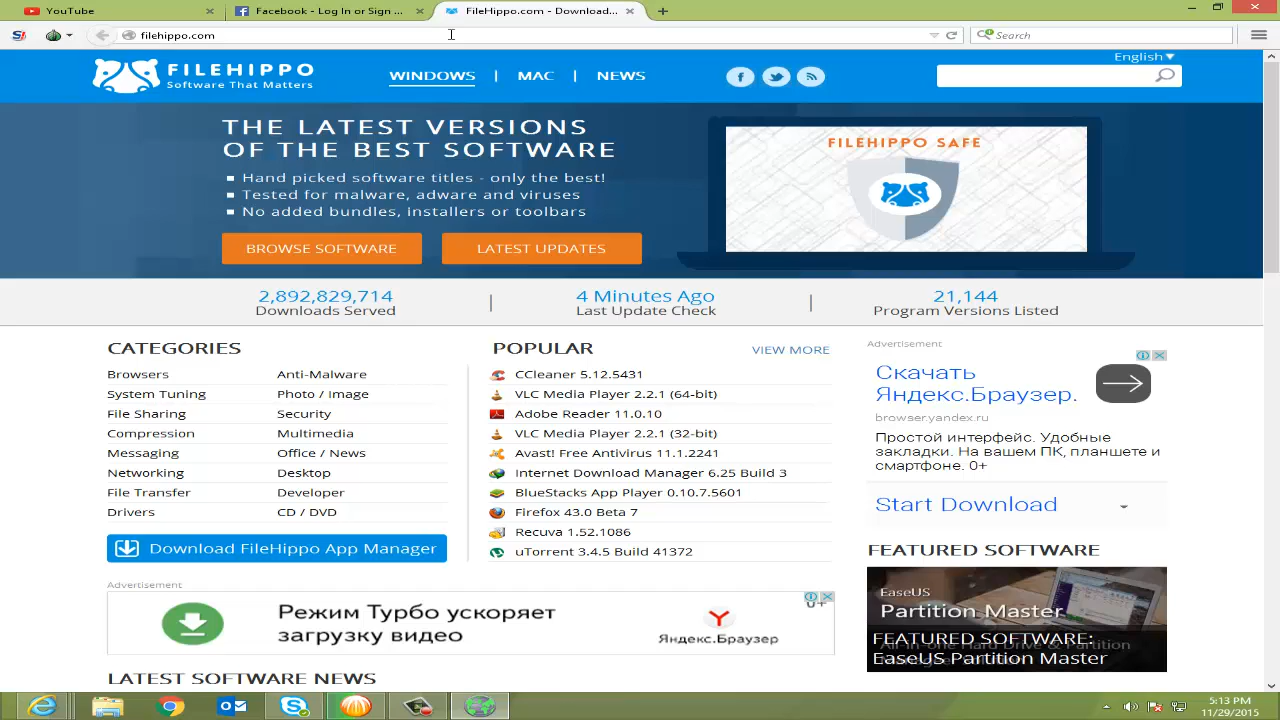 YouTube
Facebook - Log In or Sign ...
FileHippo.com - Download...
filehippo.com
Search
English
FILEHIPPO
Software That Matters
WINDOWS | MAC | NEWS
THE LATEST VERSIONS
OF THE BEST SOFTWARE
Hand picked software titles - only the best!
Tested for malware, adware and viruses
No added bundles, installers or toolbars
BROWSE SOFTWARE
LATEST UPDATES
FILEHIPPO SAFE
2,892,829,714
Downloads Served
4 Minutes Ago
Last Update Check
21,144
Program Versions Listed
CATEGORIES
Browsers
Anti-Malware
System Tuning
Photo / Image
File Sharing
Security
Compression
Multimedia
Messaging
Office / News
Networking
Desktop
File Transfer
Developer
Drivers
CD / DVD
Download FileHippo App Manager
POPULAR
VIEW MORE
CCleaner 5.12.5431
VLC Media Player 2.2.1 (64-bit)
Adobe Reader 11.0.10
VLC Media Player 2.2.1 (32-bit)
Avast! Free Antivirus 11.1.2241
Internet Download Manager 6.25 Build 3
BlueStacks App Player 0.10.7.5601
Firefox 43.0 Beta 7
Recuva 1.52.1086
uTorrent 3.4.5 Build 41372
Advertisement
Скачать
Яндекс.Браузер.
browser.yandex.ru
Простой интерфейс. Удобные
закладки. На вашем ПК, планшете и
смартфоне. 0+
Start Download
FEATURED SOFTWARE
EaseUS
Partition Master
FEATURED SOFTWARE:
All-in-one Hard Drive & Partition
EaseUS Partition Master
Advertisement
Режим Турбо ускоряет
загрузку видео
Яндекс.Браузер
0+
LATEST SOFTWARE NEWS
5:13 PM
11/29/2015